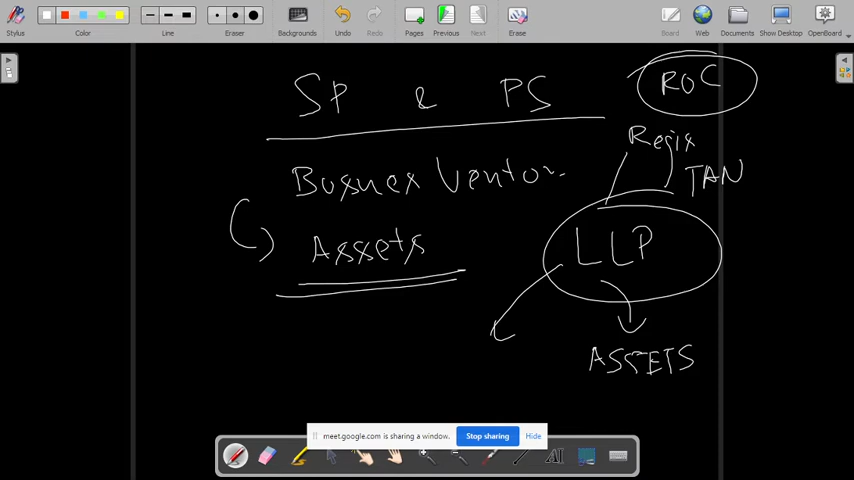 Stylus
Color
Eraser
Backgrounds
Undo
Redo
Pages
Previous
Next
Erase
Board
Web
Documents
Show Desktop
OpenBoard
SP & PS
ROC
Regis
TAN
Busnex Ventor
LLP
Assets
ASSETS
meet.google.com is sharing a window.
Stop sharing
Hide
AI